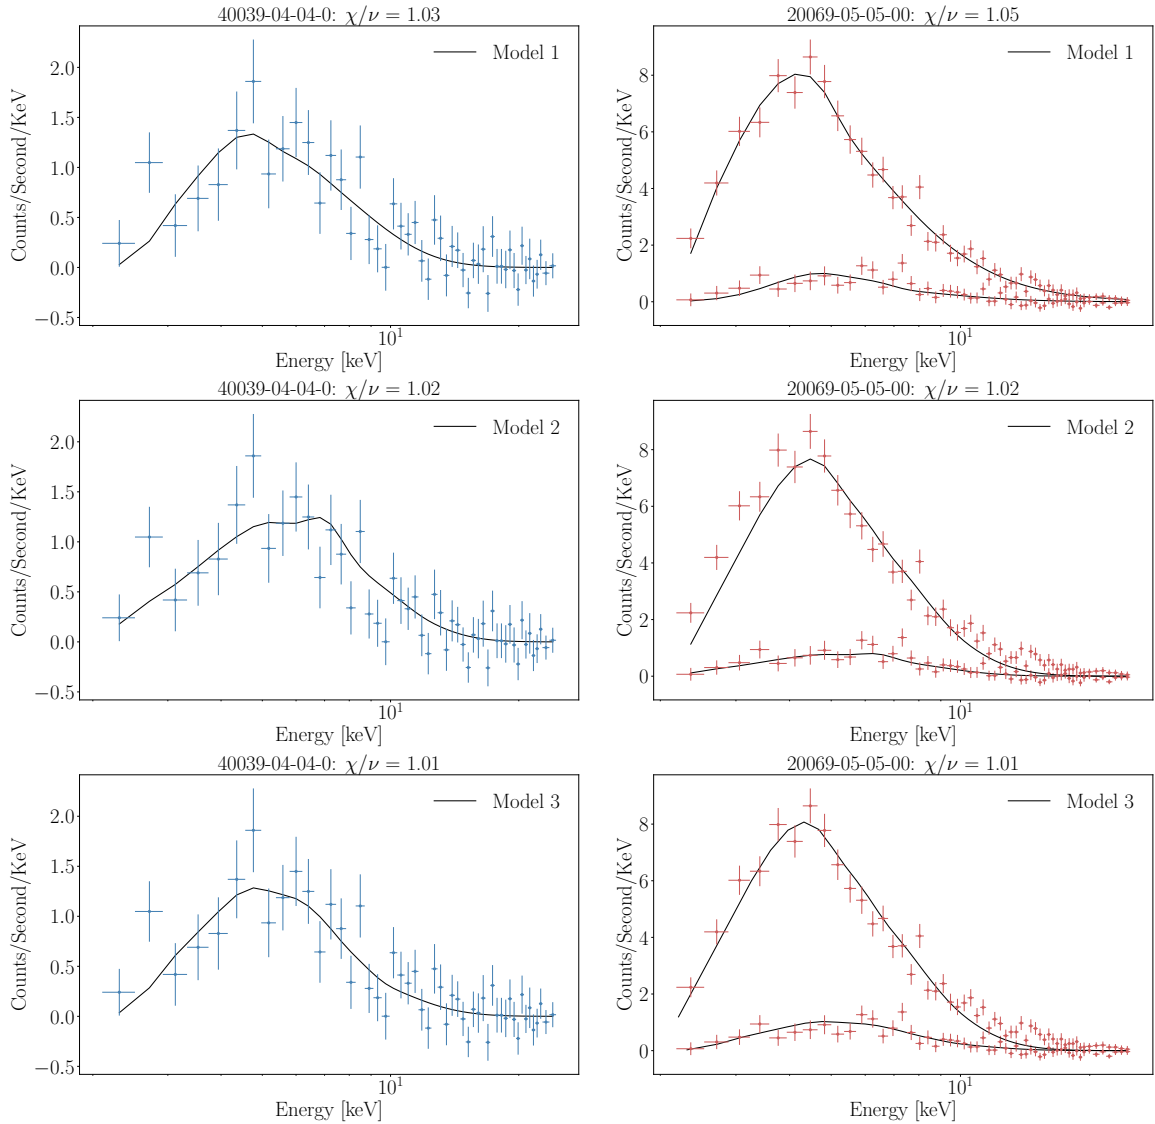 40039-04-04-0: χ/ν = 1.03
Model 1
Counts/Second/KeV
2.0
1.5
1.0
0.5
0.0
−0.5
10¹
Energy [keV]
20069-05-05-00: χ/ν = 1.05
Model 1
Counts/Second/KeV
8
6
4
2
0
10¹
Energy [keV]
40039-04-04-0: χ/ν = 1.02
Model 2
Counts/Second/KeV
2.0
1.5
1.0
0.5
0.0
−0.5
10¹
Energy [keV]
20069-05-05-00: χ/ν = 1.02
Model 2
Counts/Second/KeV
8
6
4
2
0
10¹
Energy [keV]
40039-04-04-0: χ/ν = 1.01
Model 3
Counts/Second/KeV
2.0
1.5
1.0
0.5
0.0
−0.5
10¹
Energy [keV]
20069-05-05-00: χ/ν = 1.01
Model 3
Counts/Second/KeV
8
6
4
2
0
10¹
Energy [keV]